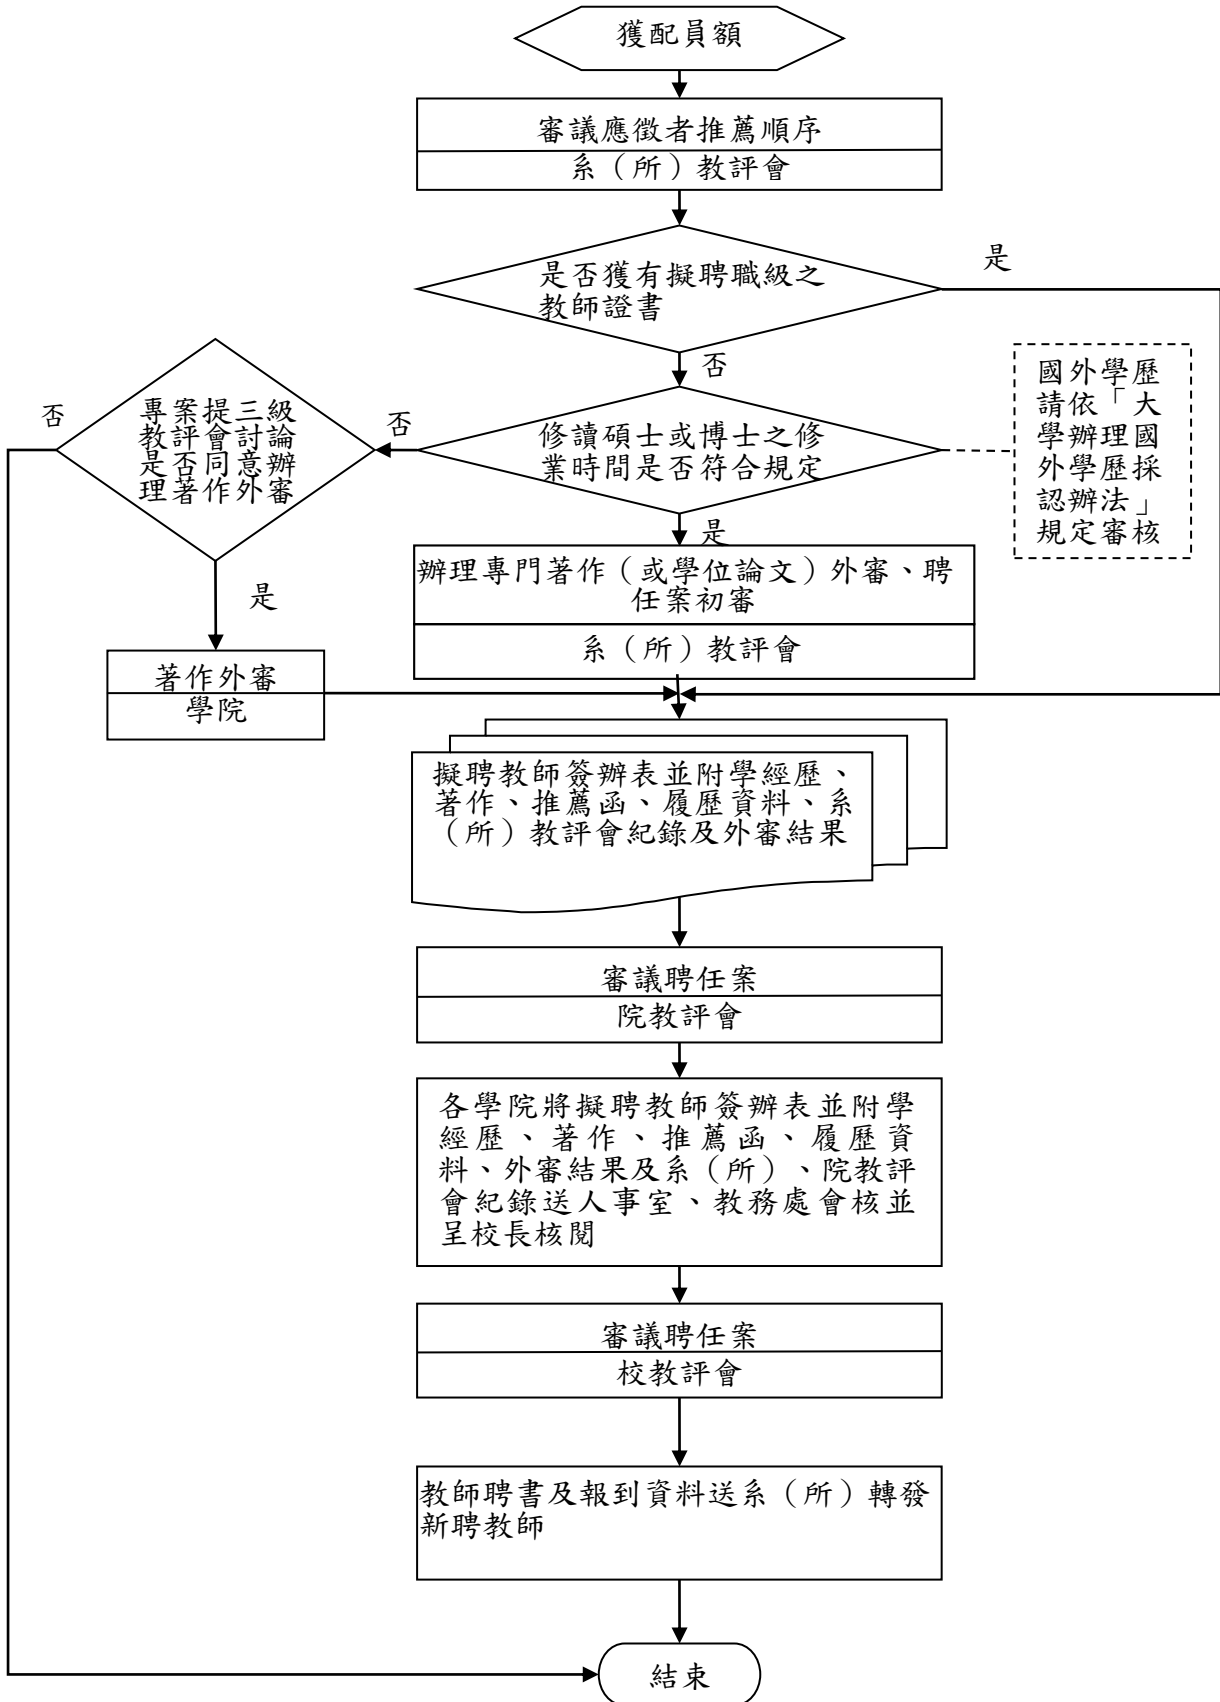 獲配員額
審議應徵者推薦順序
系（所）教評會
是否獲有擬聘職級之
教師證書
是
否
國外學歷
請依「大
學辦理國
外學歷採
認辦法」
規定審核
修讀碩士或博士之修
業時間是否符合規定
否
專案提三級
教評會討論
是否同意辦
理著作外審
否
是
是
辦理專門著作（或學位論文）外審、聘
任案初審
系（所）教評會
著作外審
學院
擬聘教師簽辦表並附學經歷、
著作、推薦函、履歷資料、系
（所）教評會紀錄及外審結果
審議聘任案
院教評會
各學院將擬聘教師簽辦表並附學
經歷、著作、推薦函、履歷資
料、外審結果及系（所）、院教評
會紀錄送人事室、教務處會核並
呈校長核閱
審議聘任案
校教評會
教師聘書及報到資料送系（所）轉發
新聘教師
結束